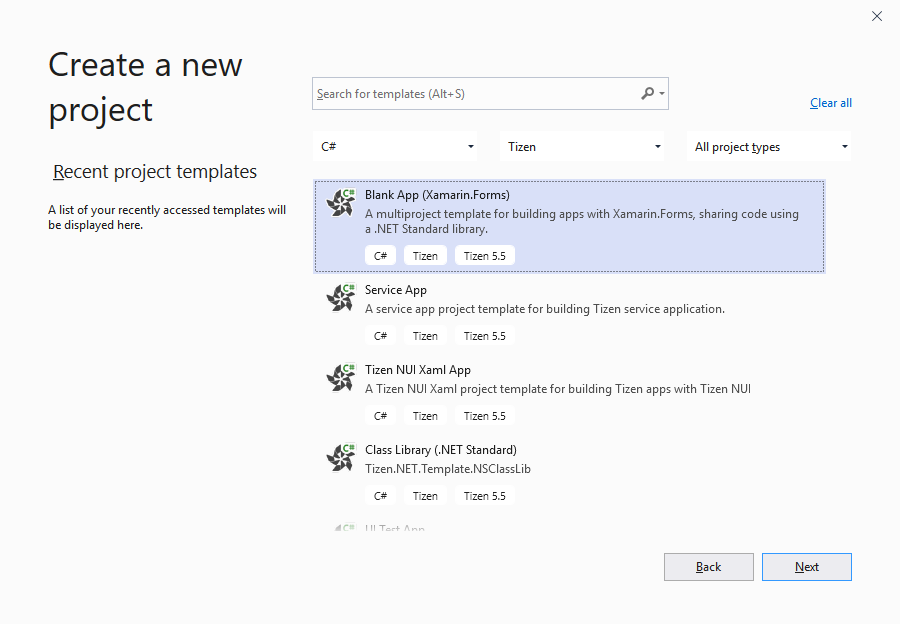 Create a new
project
Search for templates (Alt+S)
Clear all
C#
Tizen
All project types
Recent project templates
A list of your recently accessed templates will
be displayed here.
C#
Blank App (Xamarin.Forms)
A multiproject template for building apps with Xamarin.Forms, sharing code using
a .NET Standard library.
C# Tizen Tizen 5.5
C#
Service App
A service app project template for building Tizen service application.
C# Tizen Tizen 5.5
C#
Tizen NUI Xaml App
A Tizen NUI Xaml project template for building Tizen apps with Tizen NUI
C# Tizen Tizen 5.5
C#
Class Library (.NET Standard)
Tizen.NET.Template.NSClassLib
C# Tizen Tizen 5.5
C#
UI Test App
Back
Next